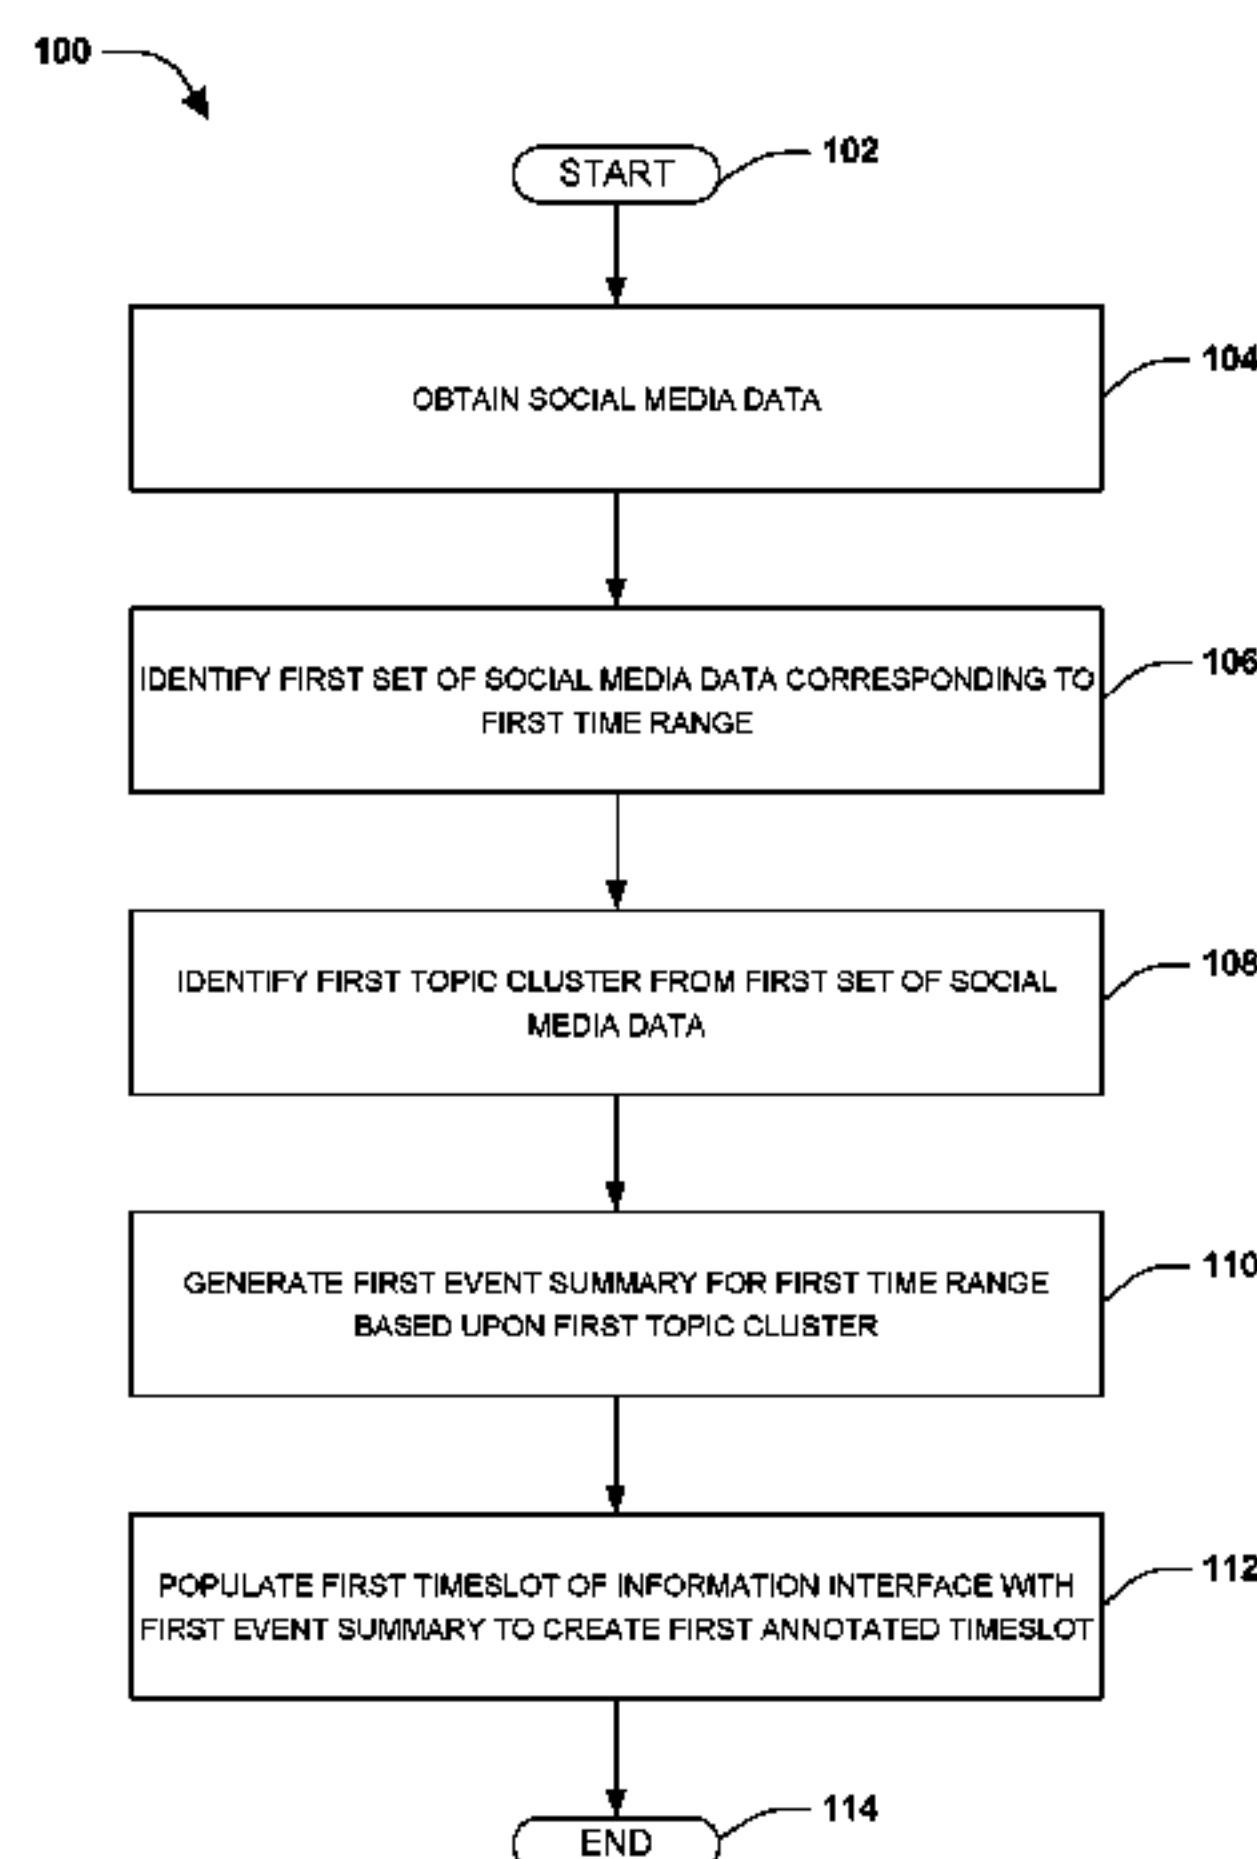 100
START
102
OBTAIN SOCIAL MEDIA DATA
104
IDENTIFY FIRST SET OF SOCIAL MEDIA DATA CORRESPONDING TO
FIRST TIME RANGE
106
IDENTIFY FIRST TOPIC CLUSTER FROM FIRST SET OF SOCIAL
MEDIA DATA
108
GENERATE FIRST EVENT SUMMARY FOR FIRST TIME RANGE
BASED UPON FIRST TOPIC CLUSTER
110
POPULATE FIRST TIMESLOT OF INFORMATION INTERFACE WITH
FIRST EVENT SUMMARY TO CREATE FIRST ANNOTATED TIMESLOT
112
END
114